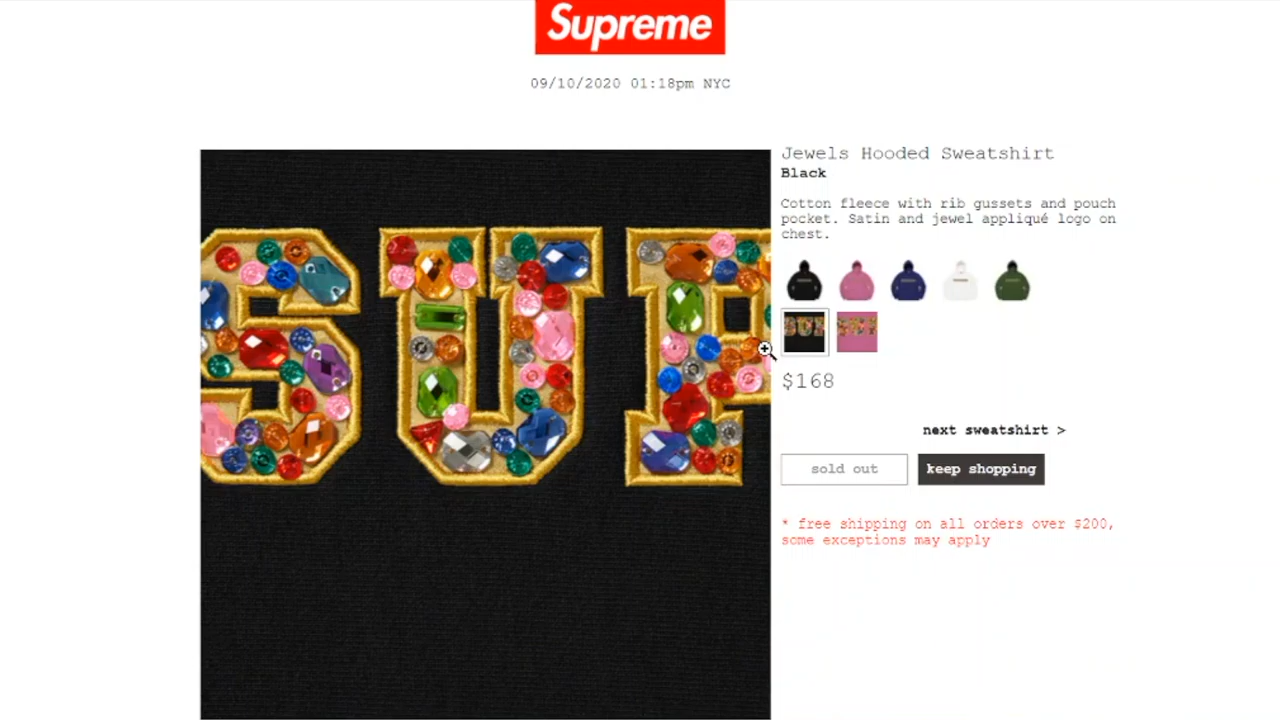 Supreme
09/10/2020 01:18pm NYC
SUP
Jewels Hooded Sweatshirt
Black
Cotton fleece with rib gussets and pouch
pocket. Satin and jewel appliqué logo on
chest.
$168
next sweatshirt >
sold out
keep shopping
* free shipping on all orders over $200,
some exceptions may apply